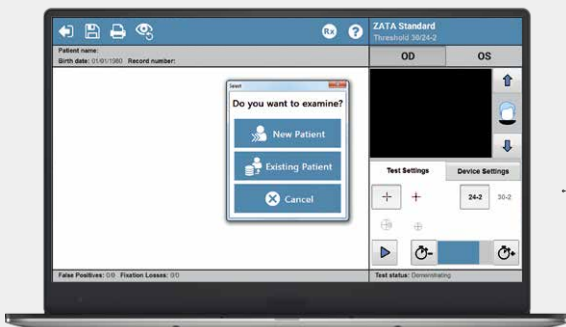 ZATA Standard
Threshold 30/24-2
Rx
?
Patient name:
Birth date: 01/01/1980 Record number:
OD
OS
Select
Do you want to examine?
New Patient
Existing Patient
Cancel
Test Settings
Device Settings
24-2
30-2
False Positives: 0/0 Fixation Losses: 0/0
Test status: Demonstrating